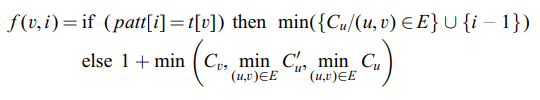 f(v,i)=if (patt[i]=t[v]) then min({C_u/(u,v)∈E}∪{i−1})
else 1+min(C_v, min_{(u,v)∈E} C'_u, min_{(u,v)∈E} C_u)